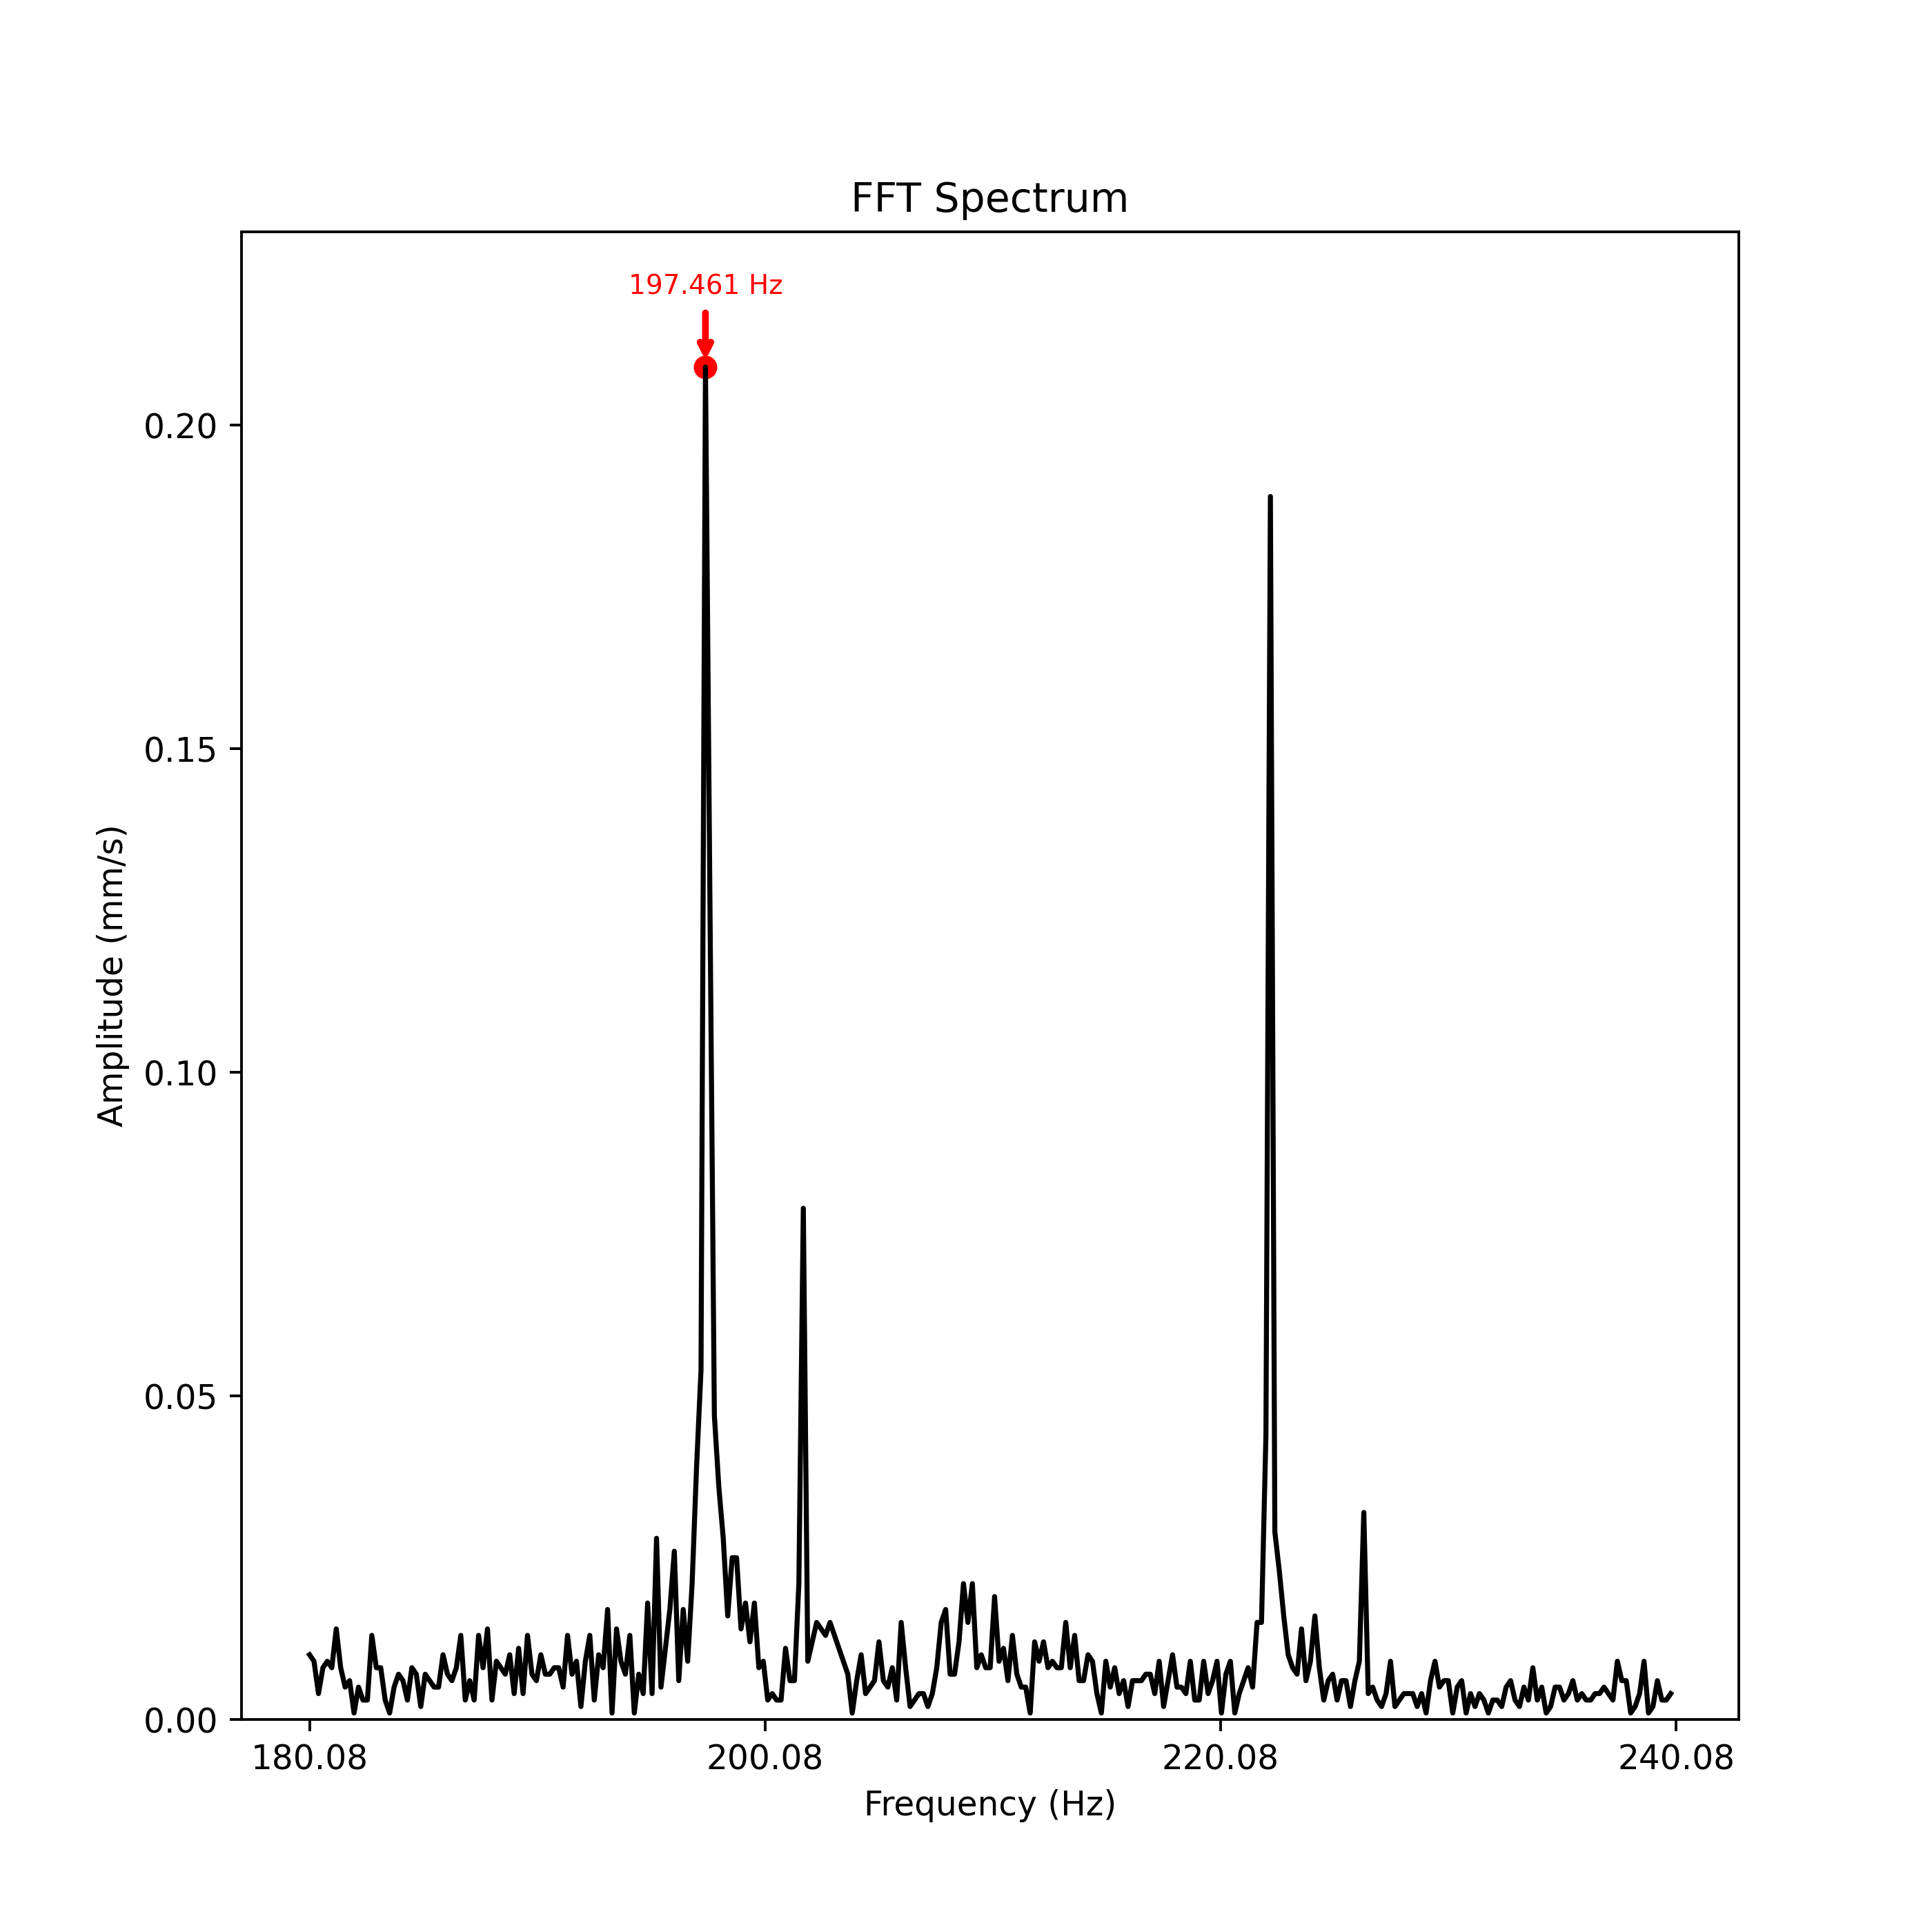 FFT Spectrum
197.461 Hz
0.20
0.15
0.10
0.05
0.00
Amplitude (mm/s)
180.08 200.08 220.08 240.08
Frequency (Hz)